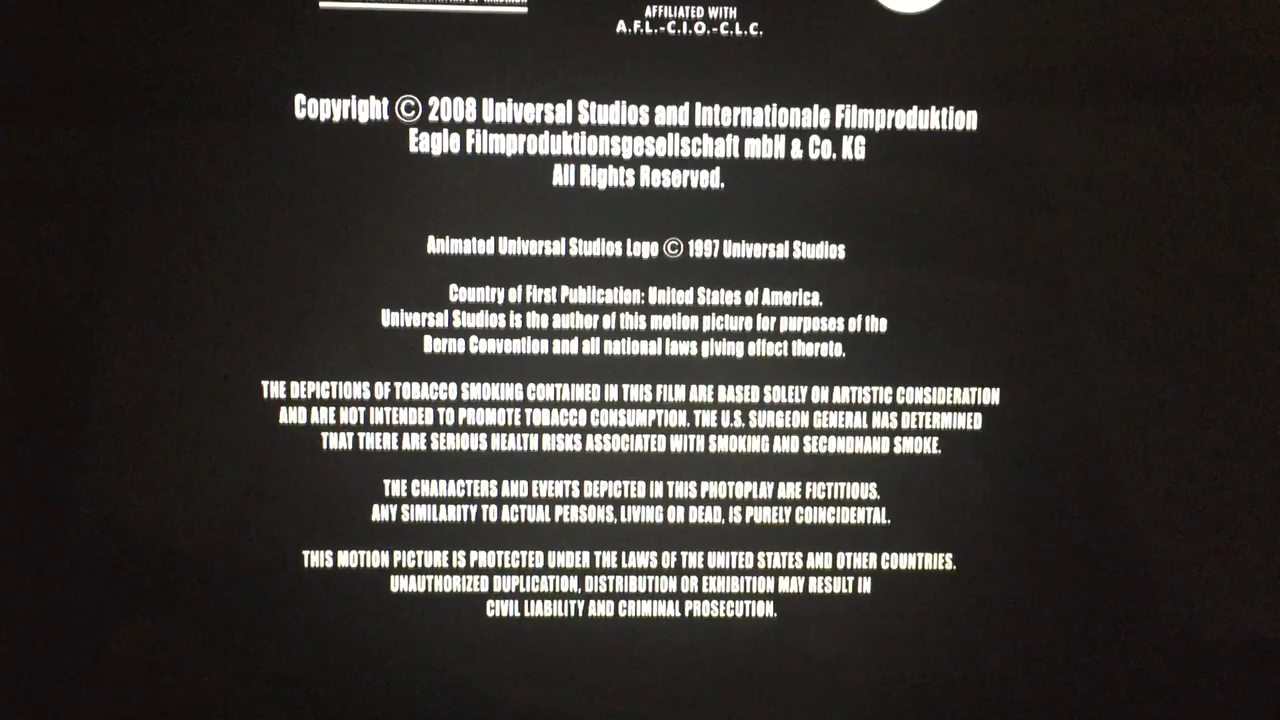 AFFILIATED WITH
A.F.L.-C.I.O.-C.L.C.
Copyright © 2008 Universal Studios and Internationale Filmproduktion
Eagle Filmproduktionsgesellschaft mbH & Co. KG
All Rights Reserved.
Animated Universal Studios Logo © 1997 Universal Studios
Country of First Publication: United States of America.
Universal Studios is the author of this motion picture for purposes of the
Berne Convention and all national laws giving effect thereto.
THE DEPICTIONS OF TOBACCO SMOKING CONTAINED IN THIS FILM ARE BASED SOLELY ON ARTISTIC CONSIDERATION
AND ARE NOT INTENDED TO PROMOTE TOBACCO CONSUMPTION. THE U.S. SURGEON GENERAL HAS DETERMINED
THAT THERE ARE SERIOUS HEALTH RISKS ASSOCIATED WITH SMOKING AND SECONDHAND SMOKE.
THE CHARACTERS AND EVENTS DEPICTED IN THIS PHOTOPLAY ARE FICTITIOUS.
ANY SIMILARITY TO ACTUAL PERSONS, LIVING OR DEAD, IS PURELY COINCIDENTAL.
THIS MOTION PICTURE IS PROTECTED UNDER THE LAWS OF THE UNITED STATES AND OTHER COUNTRIES.
UNAUTHORIZED DUPLICATION, DISTRIBUTION OR EXHIBITION MAY RESULT IN
CIVIL LIABILITY AND CRIMINAL PROSECUTION.